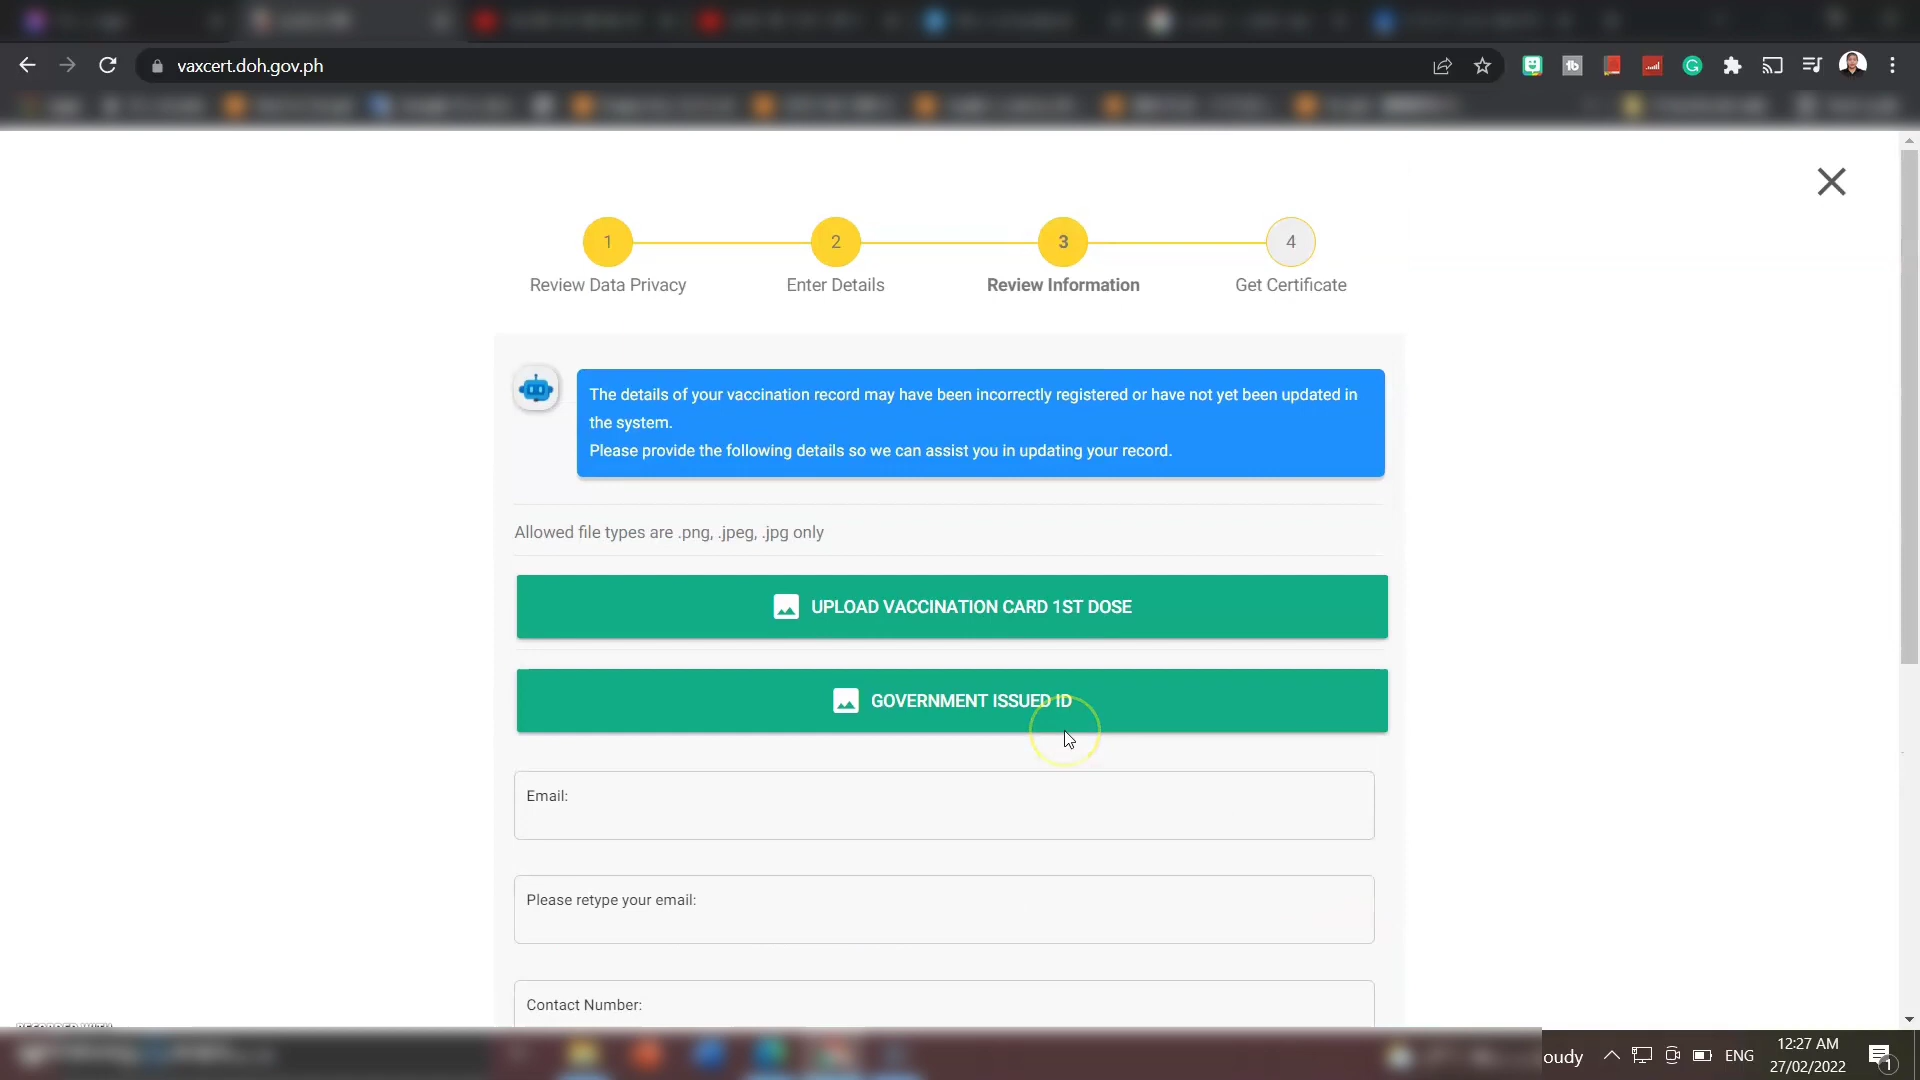 vaxcert.doh.gov.ph
1
2
3
4
Review Data Privacy
Enter Details
Review Information
Get Certificate
The details of your vaccination record may have been incorrectly registered or have not yet been updated in
the system.
Please provide the following details so we can assist you in updating your record.
Allowed file types are .png, .jpeg, .jpg only
UPLOAD VACCINATION CARD 1ST DOSE
GOVERNMENT ISSUED ID
Email:
Please retype your email:
Contact Number:
oudy
ENG
12:27 AM
27/02/2022
1